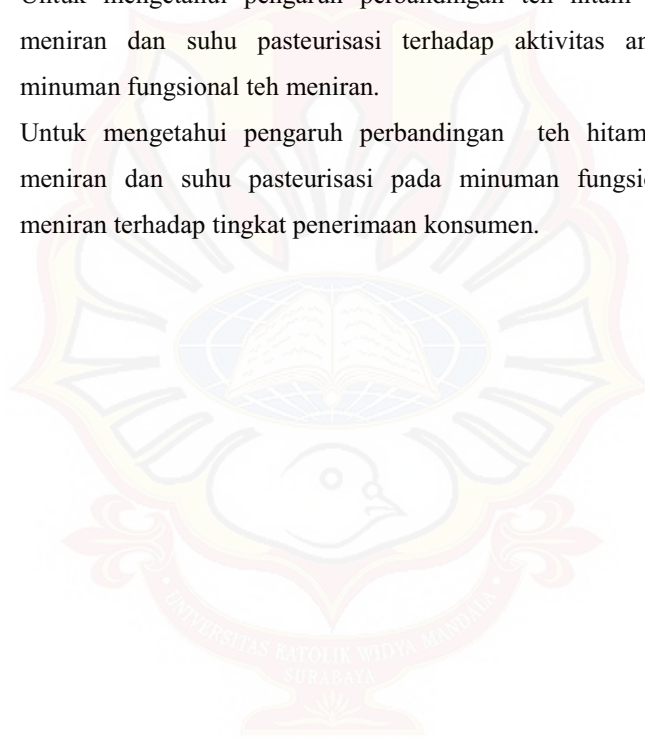 Untuk mengetahui pengaruh perbandingan teh hitam
meniran dan suhu pasteurisasi terhadap aktivitas
minuman fungsional teh meniran.
Untuk mengetahui pengaruh perbandingan teh hitam
meniran dan suhu pasteurisasi pada minuman
meniran terhadap tingkat penerimaan konsumen.
UNIVERSITAS KATOLIK WIDYA MANDALA
SURABAYA